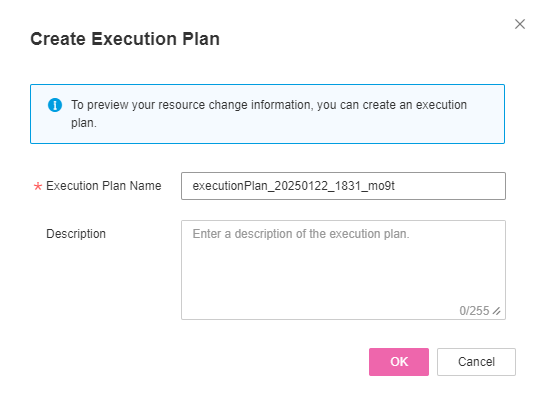 Create Execution Plan
To preview your resource change information, you can create an execution
plan.
* Execution Plan Name executionPlan_20250122_1831_mo9t
Description Enter a description of the execution plan.
0/255
OK Cancel